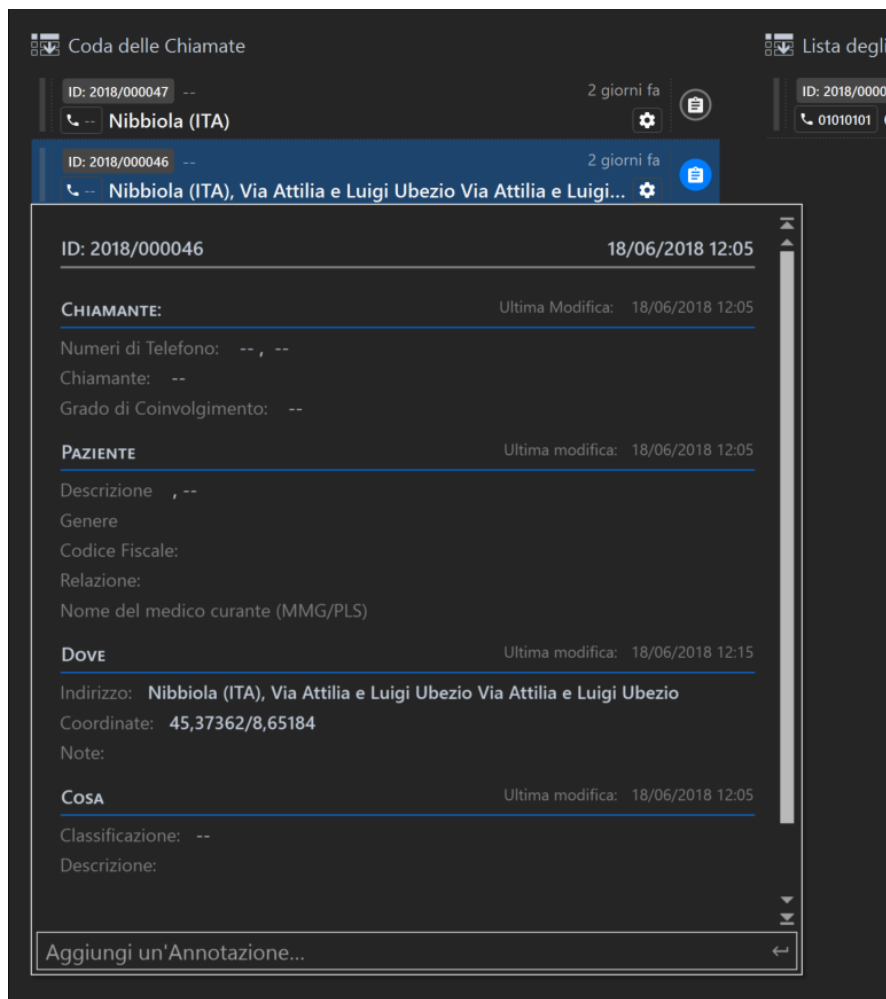 Coda delle Chiamate
Lista degli
ID: 2018/000047 --
2 giorni fa
-- Nibbiola (ITA)
ID: 2018/0000
01010101
ID: 2018/000046 --
2 giorni fa
-- Nibbiola (ITA), Via Attilia e Luigi Ubezio Via Attilia e Luigi...
ID: 2018/000046 18/06/2018 12:05
CHIAMANTE: Ultima Modifica: 18/06/2018 12:05
Numeri di Telefono: -- , --
Chiamante: --
Grado di Coinvolgimento: --
PAZIENTE Ultima modifica: 18/06/2018 12:05
Descrizione , --
Genere
Codice Fiscale:
Relazione:
Nome del medico curante (MMG/PLS)
DOVE Ultima modifica: 18/06/2018 12:15
Indirizzo: Nibbiola (ITA), Via Attilia e Luigi Ubezio Via Attilia e Luigi Ubezio
Coordinate: 45,37362/8,65184
Note:
COSA Ultima modifica: 18/06/2018 12:05
Classificazione: --
Descrizione:
Aggiungi un'Annotazione...